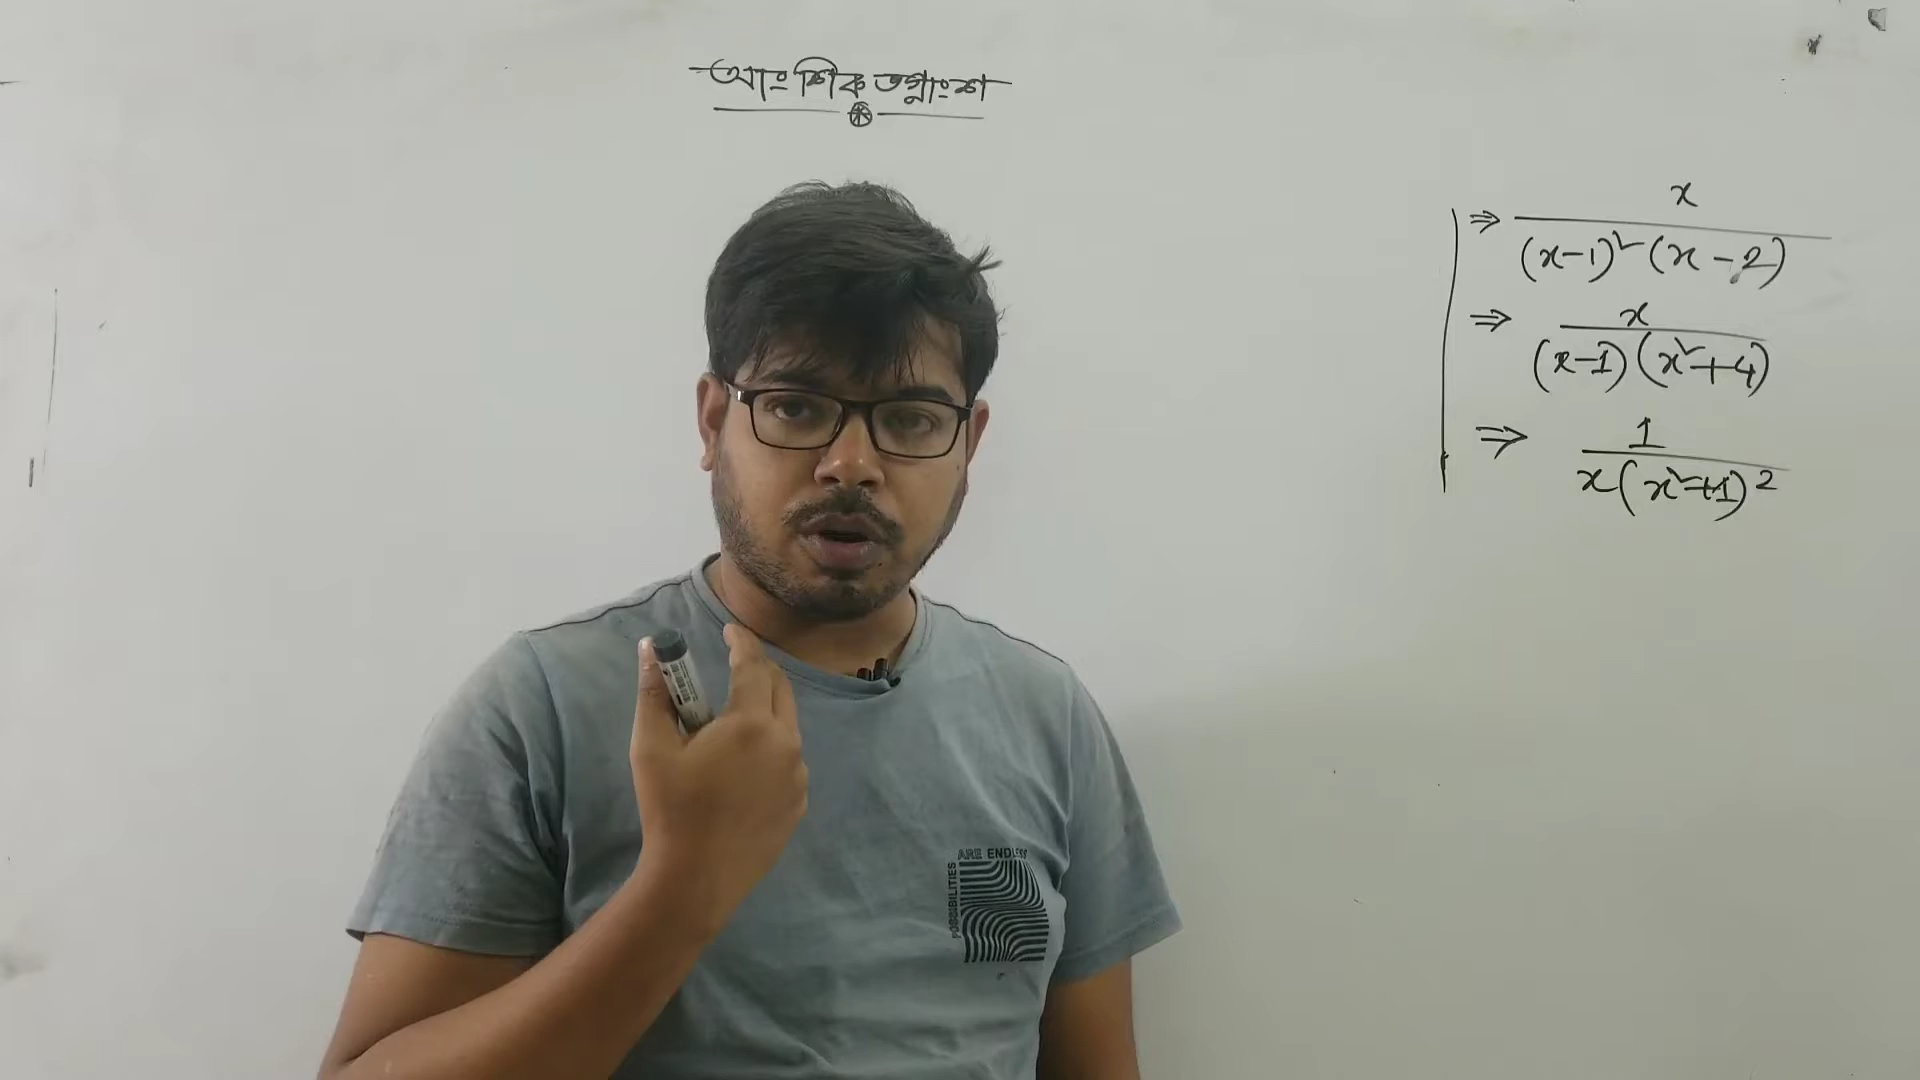 আংশিক ভগ্নাংশ
⇒ x / (x-1)² (x-2)
⇒ x / (x-1) (x²+4)
⇒ 1 / x(x²+1)²
ARE ENDLESS
POSSIBILITIES